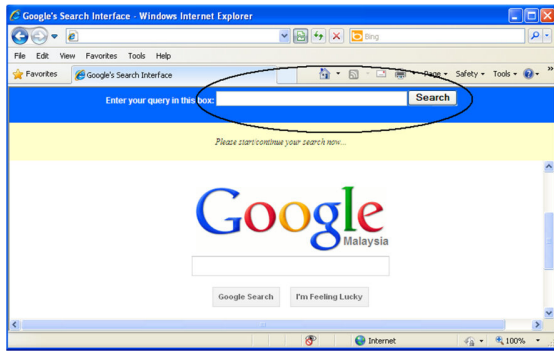 Google's Search Interface - Windows Internet Explorer
Bing
File Edit View Favorites Tools Help
Favorites Google's Search Interface Page Safety Tools
Enter your query in this box: Search
Please start/continue your search now...
Google
Malaysia
Google Search I'm Feeling Lucky
Internet 100%